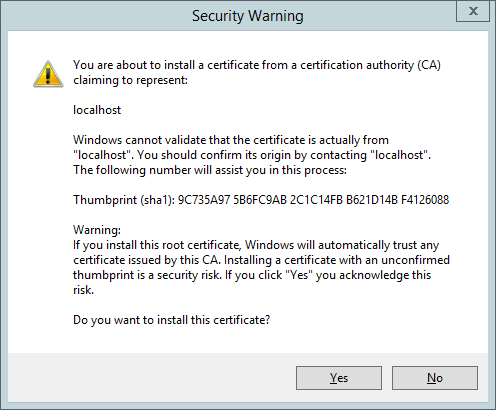 Security Warning
x
You are about to install a certificate from a certification authority (CA)
claiming to represent:
localhost
Windows cannot validate that the certificate is actually from
"localhost". You should confirm its origin by contacting "localhost".
The following number will assist you in this process:
Thumbprint (sha1): 9C735A97 5B6FC9AB 2C1C14FB B621D14B F4126088
Warning:
If you install this root certificate, Windows will automatically trust any
certificate issued by this CA. Installing a certificate with an unconfirmed
thumbprint is a security risk. If you click "Yes" you acknowledge this
risk.
Do you want to install this certificate?
Yes
No